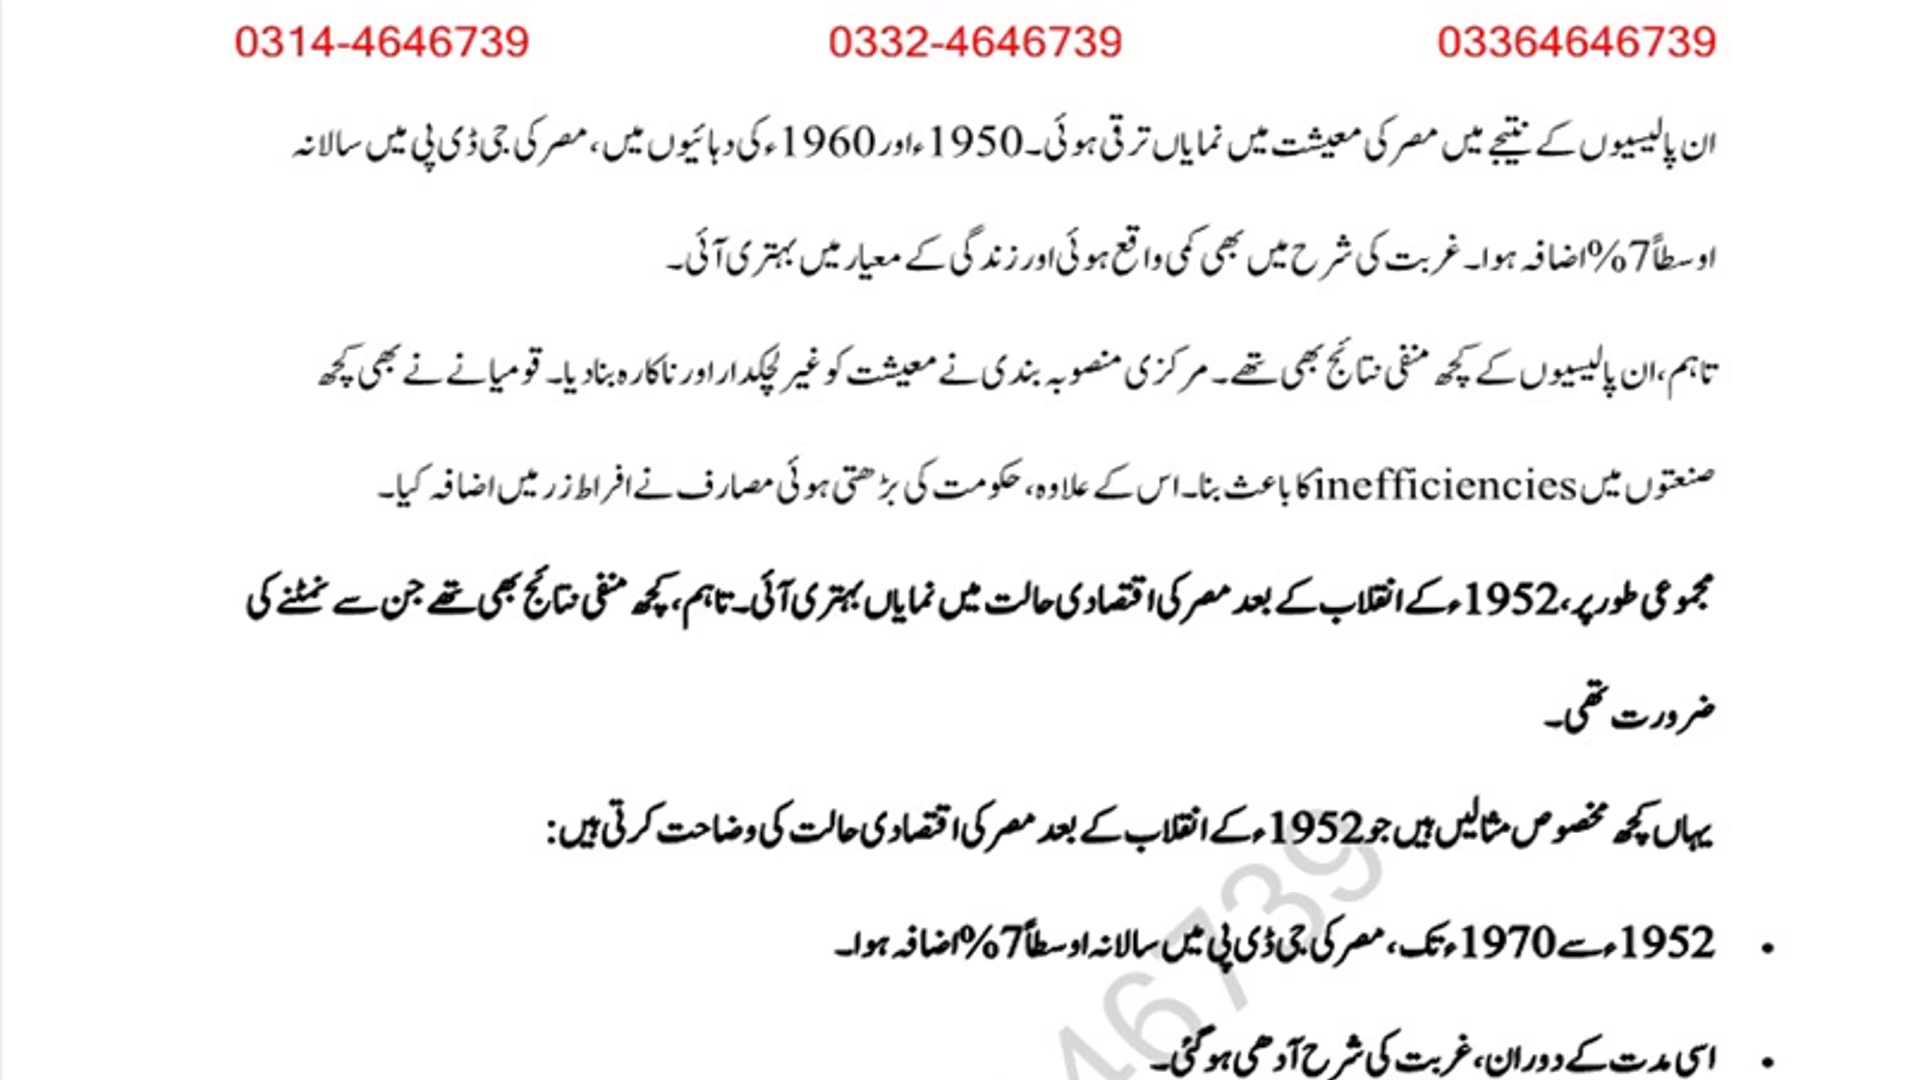 0314-4646739 0332-4646739 03364646739
ان پالیسیوں کے نتیجے میں مصر کی معیشت میں نمایاں ترقی ہوئی۔1950ء اور 1960ء کی دہائیوں میں، مصر کی جی ڈی پی میں سالانہ
اوسطاً 7% اضافہ ہوا۔ غربت کی شرح میں بھی کمی واقع ہوئی اور زندگی کے معیار میں بہتری آئی۔
تاہم، ان پالیسیوں کے کچھ منفی نتائج بھی تھے۔ مرکزی منصوبہ بندی نے معیشت کو غیر لچکدار اور ناکارہ بنا دیا۔ قومیانے نے بھی کچھ
صنعتوں میں inefficiencies کا باعث بنا۔ اس کے علاوہ، حکومت کی بڑھتی ہوئی مصارف نے افراط زر میں اضافہ کیا۔
مجموعی طور پر، 1952ء کے انقلاب کے بعد مصر کی اقتصادی حالت میں نمایاں بہتری آئی۔ تاہم، کچھ منفی نتائج بھی تھے جن سے نمٹنے کی
ضرورت تھی۔
یہاں کچھ مخصوص مثالیں ہیں جو 1952ء کے انقلاب کے بعد مصر کی اقتصادی حالت کی وضاحت کرتی ہیں:
• 1952ء سے 1970ء تک، مصر کی جی ڈی پی میں سالانہ اوسطاً 7% اضافہ ہوا۔
• اسی مدت کے دوران، غربت کی شرح آدھی ہو گئی۔
46739